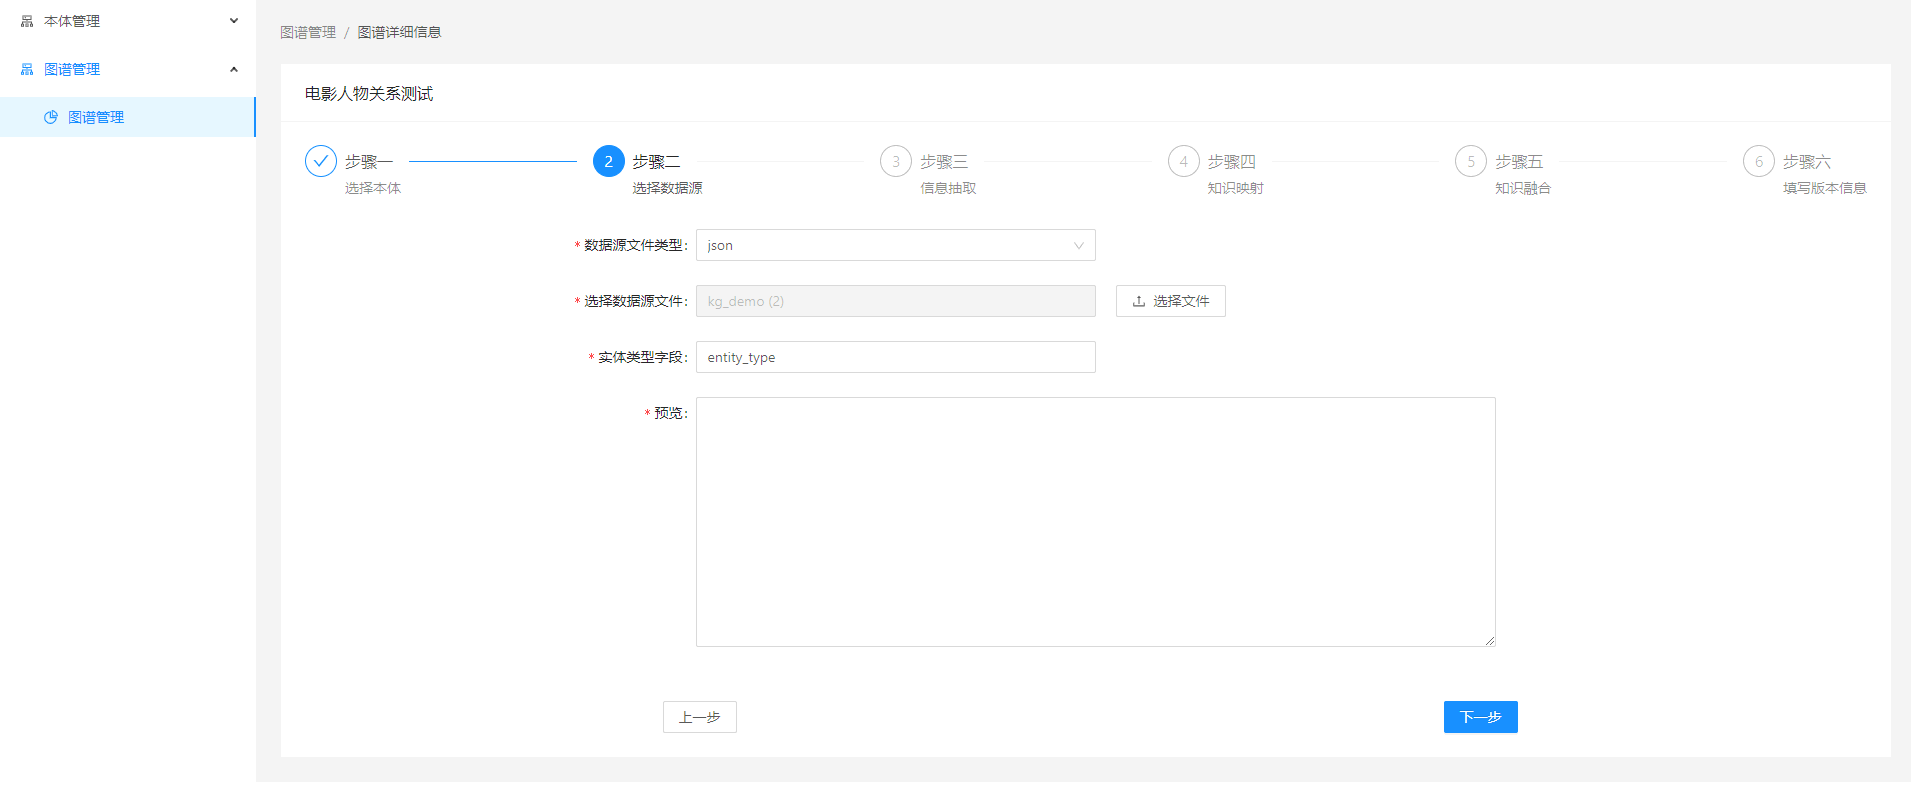 本体管理
图谱管理
图谱管理
图谱管理 / 图谱详细信息
电影人物关系测试
步骤一
选择本体
2 步骤二
选择数据源
3 步骤三
信息抽取
4 步骤四
知识映射
5 步骤五
知识融合
6 步骤六
填写版本信息
* 数据源文件类型: json
* 选择数据源文件: kg_demo (2) 选择文件
* 实体类型字段: entity_type
* 预览:
上一步 下一步